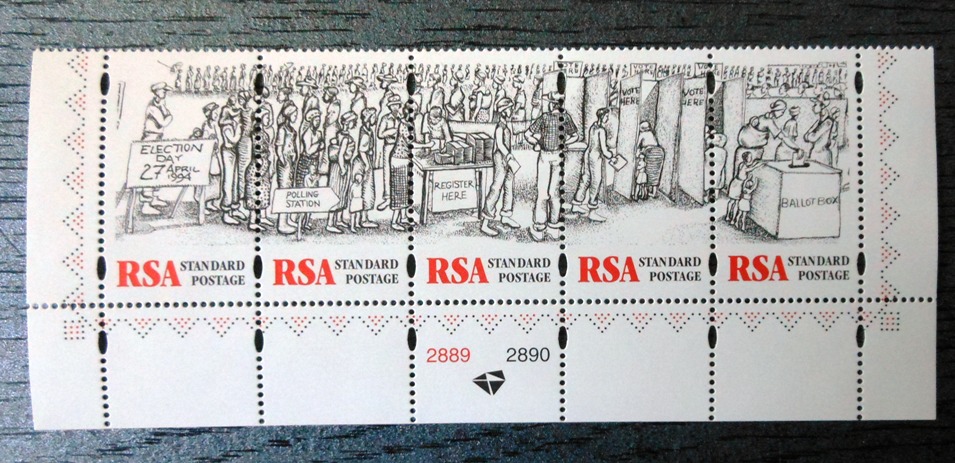 ELECTION
DAY
27 APRIL
1994
POLLING
STATION
REGISTER
HERE
VOTE
HERE
VOTE
HERE
BALLOT BOX
RSA STANDARD
POSTAGE
RSA STANDARD
POSTAGE
RSA STANDARD
POSTAGE
RSA STANDARD
POSTAGE
RSA STANDARD
POSTAGE
2889 2890